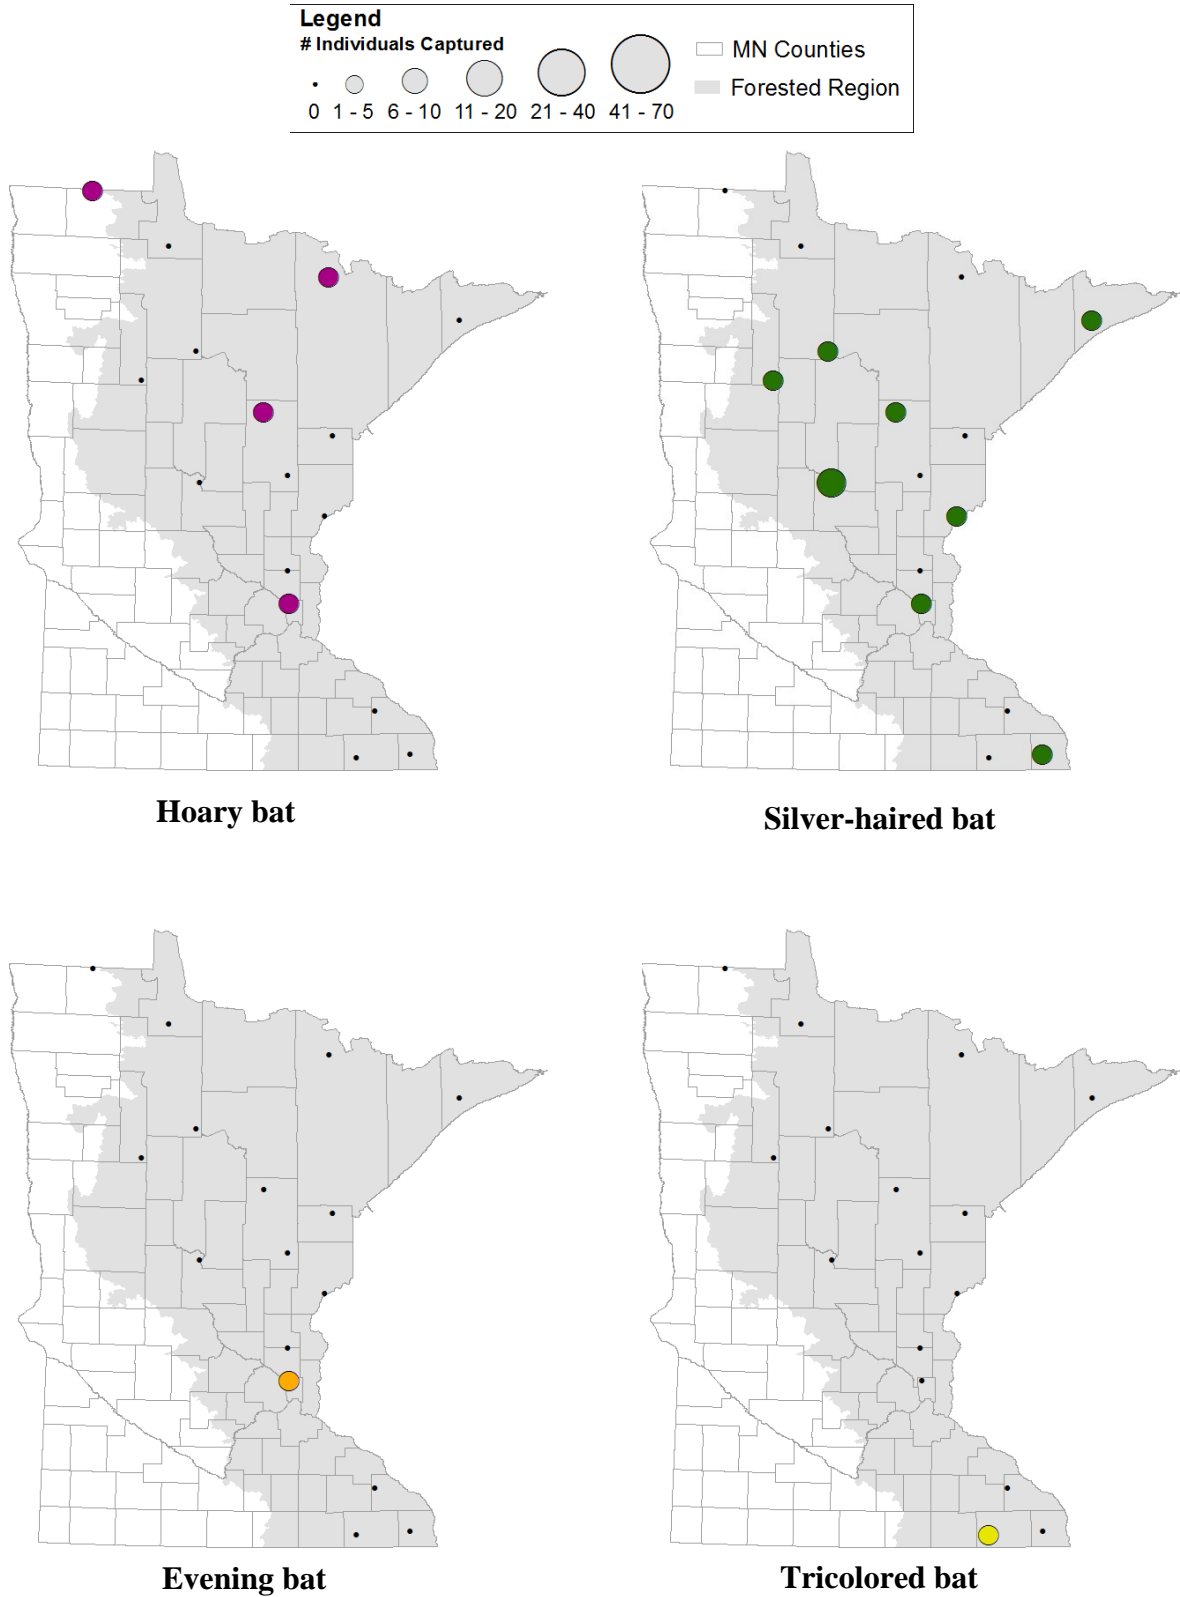 Legend
# Individuals Captured
0 1 - 5 6 - 10 11 - 20 21 - 40 41 - 70
MN Counties
Forested Region
Hoary bat
Silver-haired bat
Evening bat
Tricolored bat